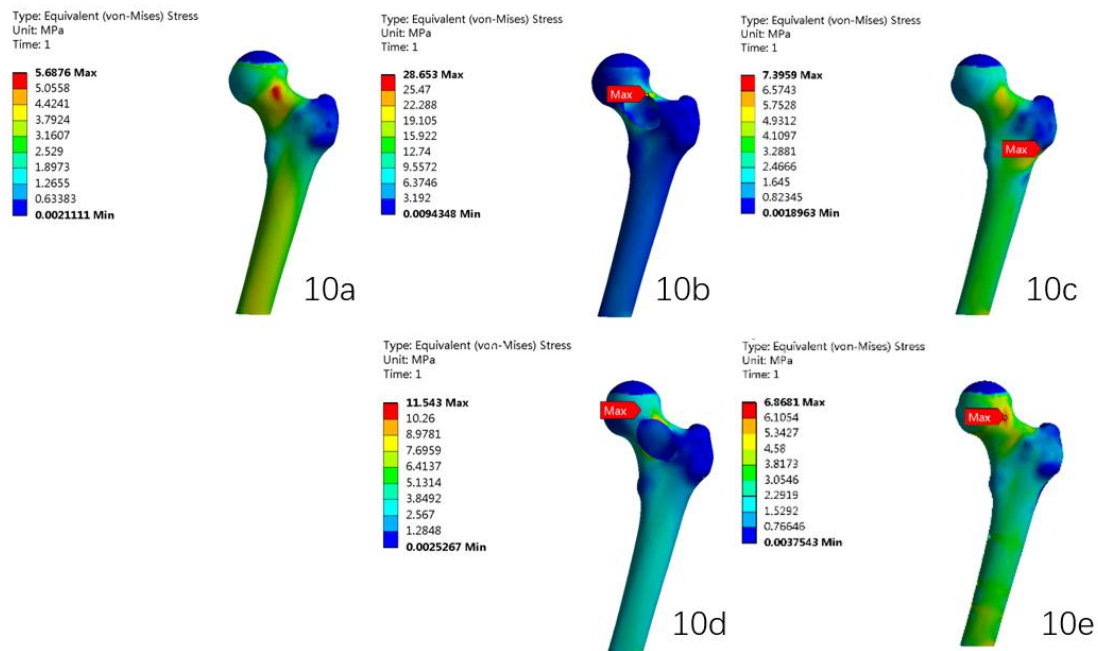 Type: Equivalent (von-Mises) Stress
Unit: MPa
Time: 1
5.6876 Max
5.0558
4.4241
3.7924
3.1607
2.529
1.8973
1.2655
0.63383
0.0021111 Min
10a
Type: Equivalent (von-Mises) Stress
Unit: MPa
Time: 1
28.653 Max
25.47
22.288
19.105
15.922
12.74
9.5572
6.3746
3.192
0.0094348 Min
Max
10b
Type: Equivalent (von-Mises) Stress
Unit: MPa
Time: 1
7.3959 Max
6.5743
5.7528
4.9312
4.1097
3.2881
2.4666
1.645
0.82345
0.0018963 Min
Max
10c
Type: Equivalent (von-Mises) Stress
Unit: MPa
Time: 1
11.543 Max
10.26
8.9781
7.6959
6.4137
5.1314
3.8492
2.567
1.2848
0.0025267 Min
Max
10d
Type: Equivalent (von-Mises) Stress
Unit: MPa
Time: 1
6.8681 Max
6.1054
5.3427
4.58
3.8173
3.0546
2.2919
1.5292
0.76646
0.0037543 Min
Max
10e